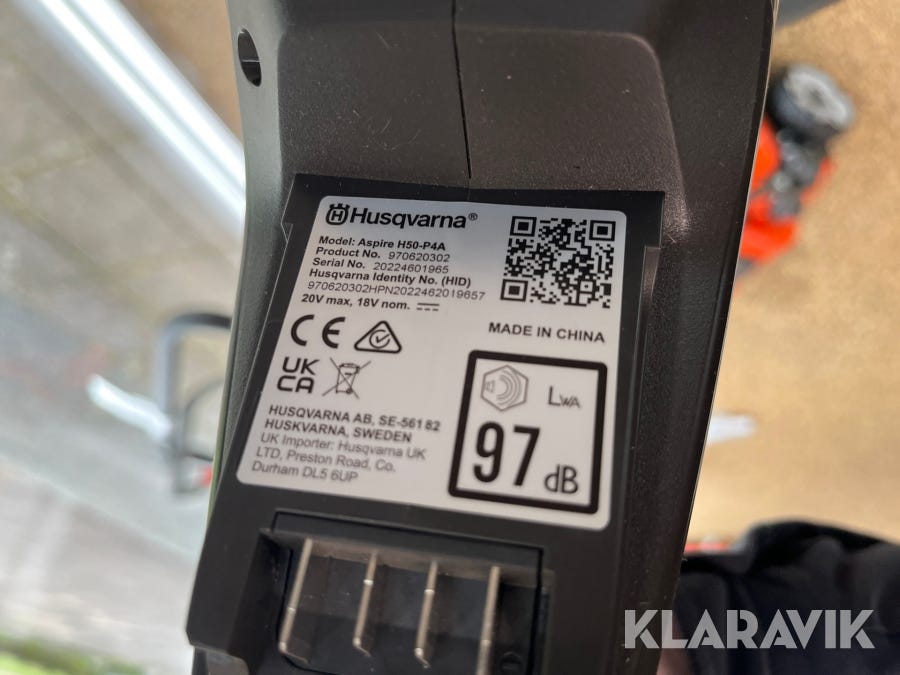 Husqvarna®
Model: Aspire H50-P4A
Product No. 970620302
Serial No. 20224601965
Husqvarna Identity No. (HID)
970620302HPN2022462019657
20V max, 18V nom.
MADE IN CHINA
CE
UK
CA
LWA
97 dB
HUSQVARNA AB, SE-561 82
HUSKVARNA, SWEDEN
UK Importer: Husqvarna UK
LTD, Preston Road, Co.
Durham DL5 6UP
KLARAVIK